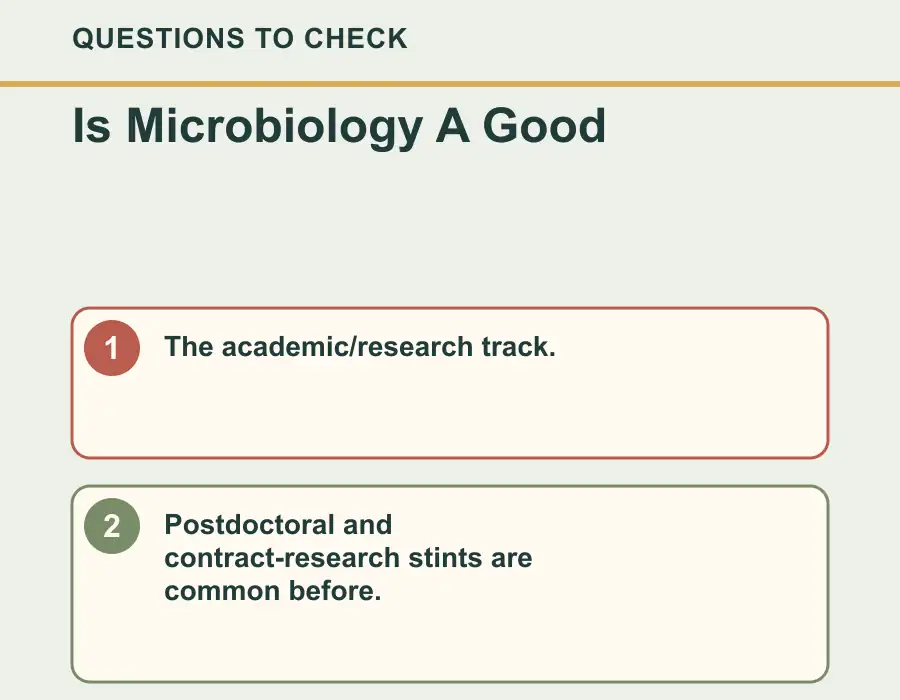 QUESTIONS TO CHECK
Is Microbiology A Good
1
The academic/research track.
2
Postdoctoral and
contract-research stints are
common before.